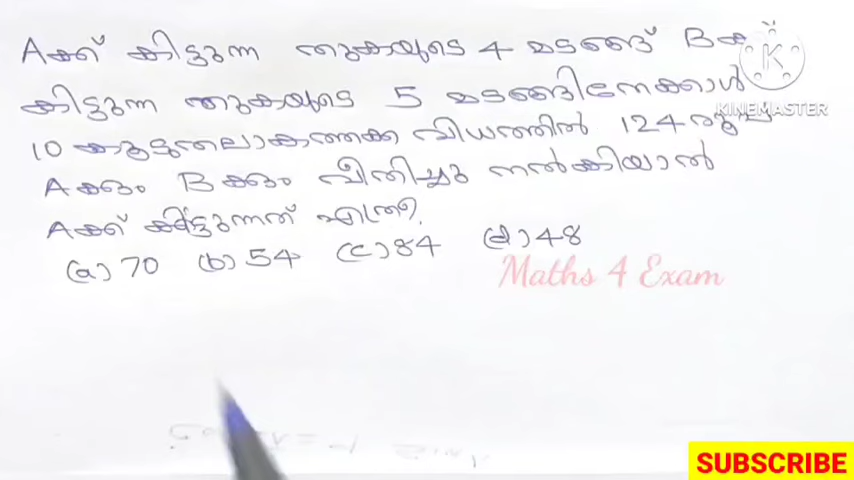 Aക്ക് കിട്ടുന്ന തുകയുടെ 4 മടങ്ങ് Bക്ക്
കിട്ടുന്ന തുകയുടെ 5 മടങ്ങിനേക്കാൾ
10 കൂടുതലാകത്തക്ക വിധത്തിൽ 124 രൂപ
Aക്കും Bക്കും വീതിച്ചു നൽകിയാൽ
Aക്ക് കിട്ടുന്നത് എത്ര?
(a) 70 (b) 54 (c) 84 (d) 48
K
KINEMASTER
Maths 4 Exam
SUBSCRIBE